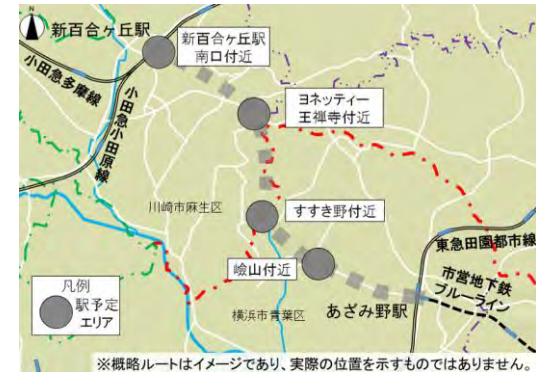 N
新百合ヶ丘駅
新百合ヶ丘駅
南口付近
小田急多摩線
小田急小田原線
ヨネッティー
王禅寺付近
川崎市麻生区
すすき野付近
東急田園都市線
嶮山付近
市営地下鉄
ブルーライン
あざみ野駅
横浜市青葉区
凡例
駅予定
エリア
※概略ルートはイメージであり、実際の位置を示すものではありません。